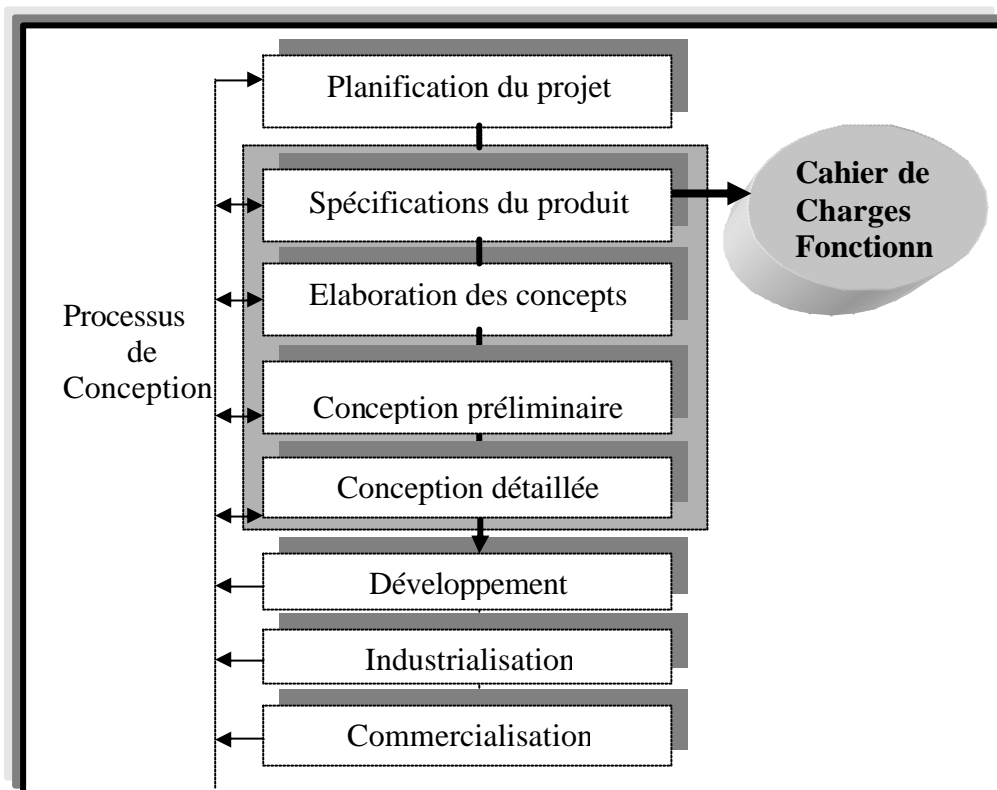 Planification du projet
Spécifications du produit
Cahier de
Charges
Fonctionn
Elaboration des concepts
Processus
de
Conception
Conception préliminaire
Conception détaillée
Développement
Industrialisation
Commercialisation